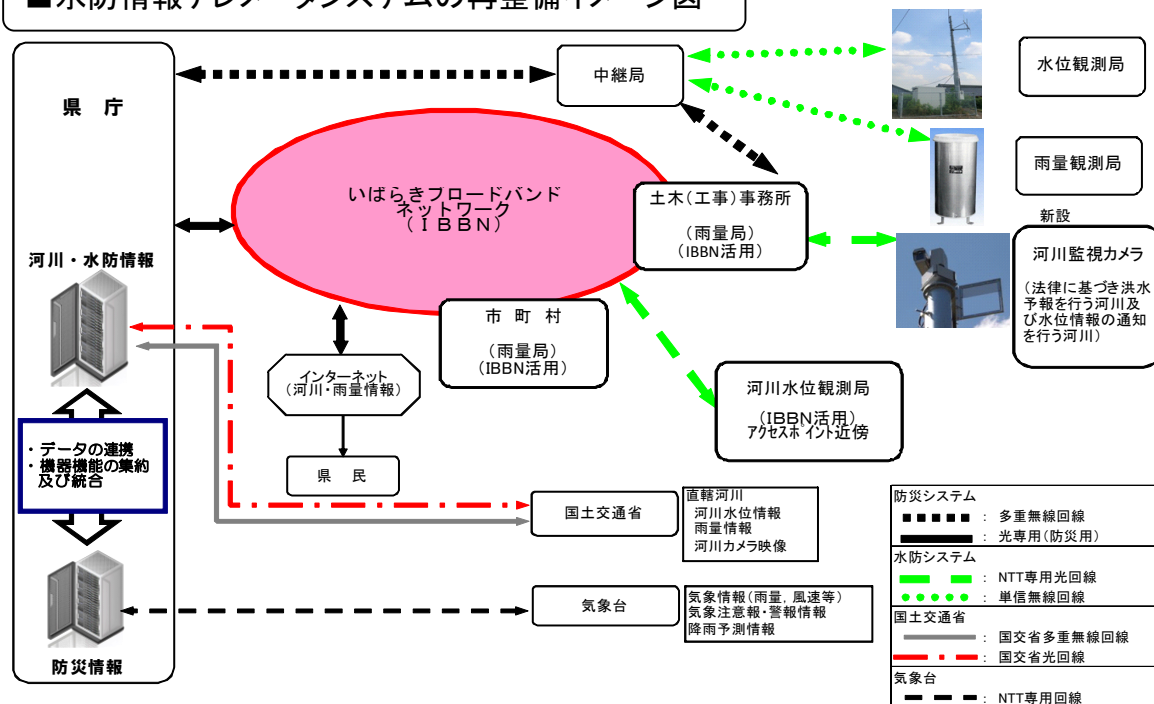 ■水防情報テレメータシステムの再整備イメージ図
県 庁
河川・水防情報
・データの連携
・機器機能の集約
及び統合
防災情報
中継局
いばらきブロードバンド
ネットワーク
(ＩＢＢＮ)
土木(工事)事務所
(雨量局)
(IBBN活用)
市 町 村
(雨量局)
(IBBN活用)
インターネット
(河川・雨量情報)
県 民
水位観測局
雨量観測局
新設
河川監視カメラ
(法律に基づき洪水
予報を行う河川及
び水位情報の通知
を行う河川)
河川水位観測局
(IBBN活用)
アクセスポイント近傍
国土交通省
直轄河川
河川水位情報
雨量情報
河川カメラ映像
気象台
気象情報(雨量,風速等)
気象注意報・警報情報
降雨予測情報
防災システム
： 多重無線回線
： 光専用(防災用)
水防システム
： NTT専用光回線
： 単信無線回線
国土交通省
： 国交省多重無線回線
： 国交省光回線
気象台
： NTT専用回線